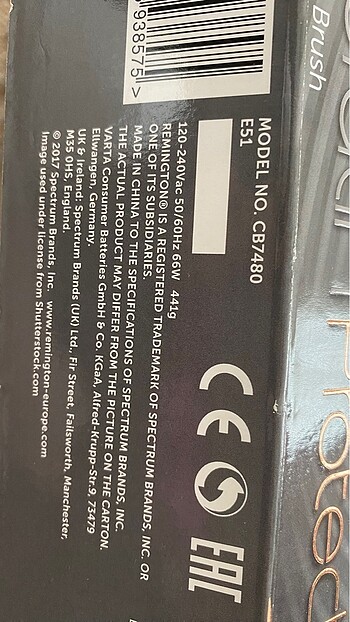 Brush
Protect
938575
>
MODEL NO. CB7480
E51
120-240Vac 50/60Hz 66W 441g
REMINGTON® IS A REGISTERED TRADEMARK OF SPECTRUM BRANDS, INC. OR
ONE OF ITS SUBSIDIARIES.
MADE IN CHINA TO THE SPECIFICATIONS OF SPECTRUM BRANDS, INC.
THE ACTUAL PRODUCT MAY DIFFER FROM THE PICTURE ON THE CARTON.
VARTA Consumer Batteries GmbH & Co. KGaA, Alfred-Krupp-Str.9, 73479
Ellwangen, Germany.
UK & Ireland: Spectrum Brands (UK) Ltd., Fir Street, Failsworth, Manchester,
M35 0HS, England.
© 2017 Spectrum Brands, Inc. www.remington-europe.com
Image used under license from Shutterstock.com
CE
EAC